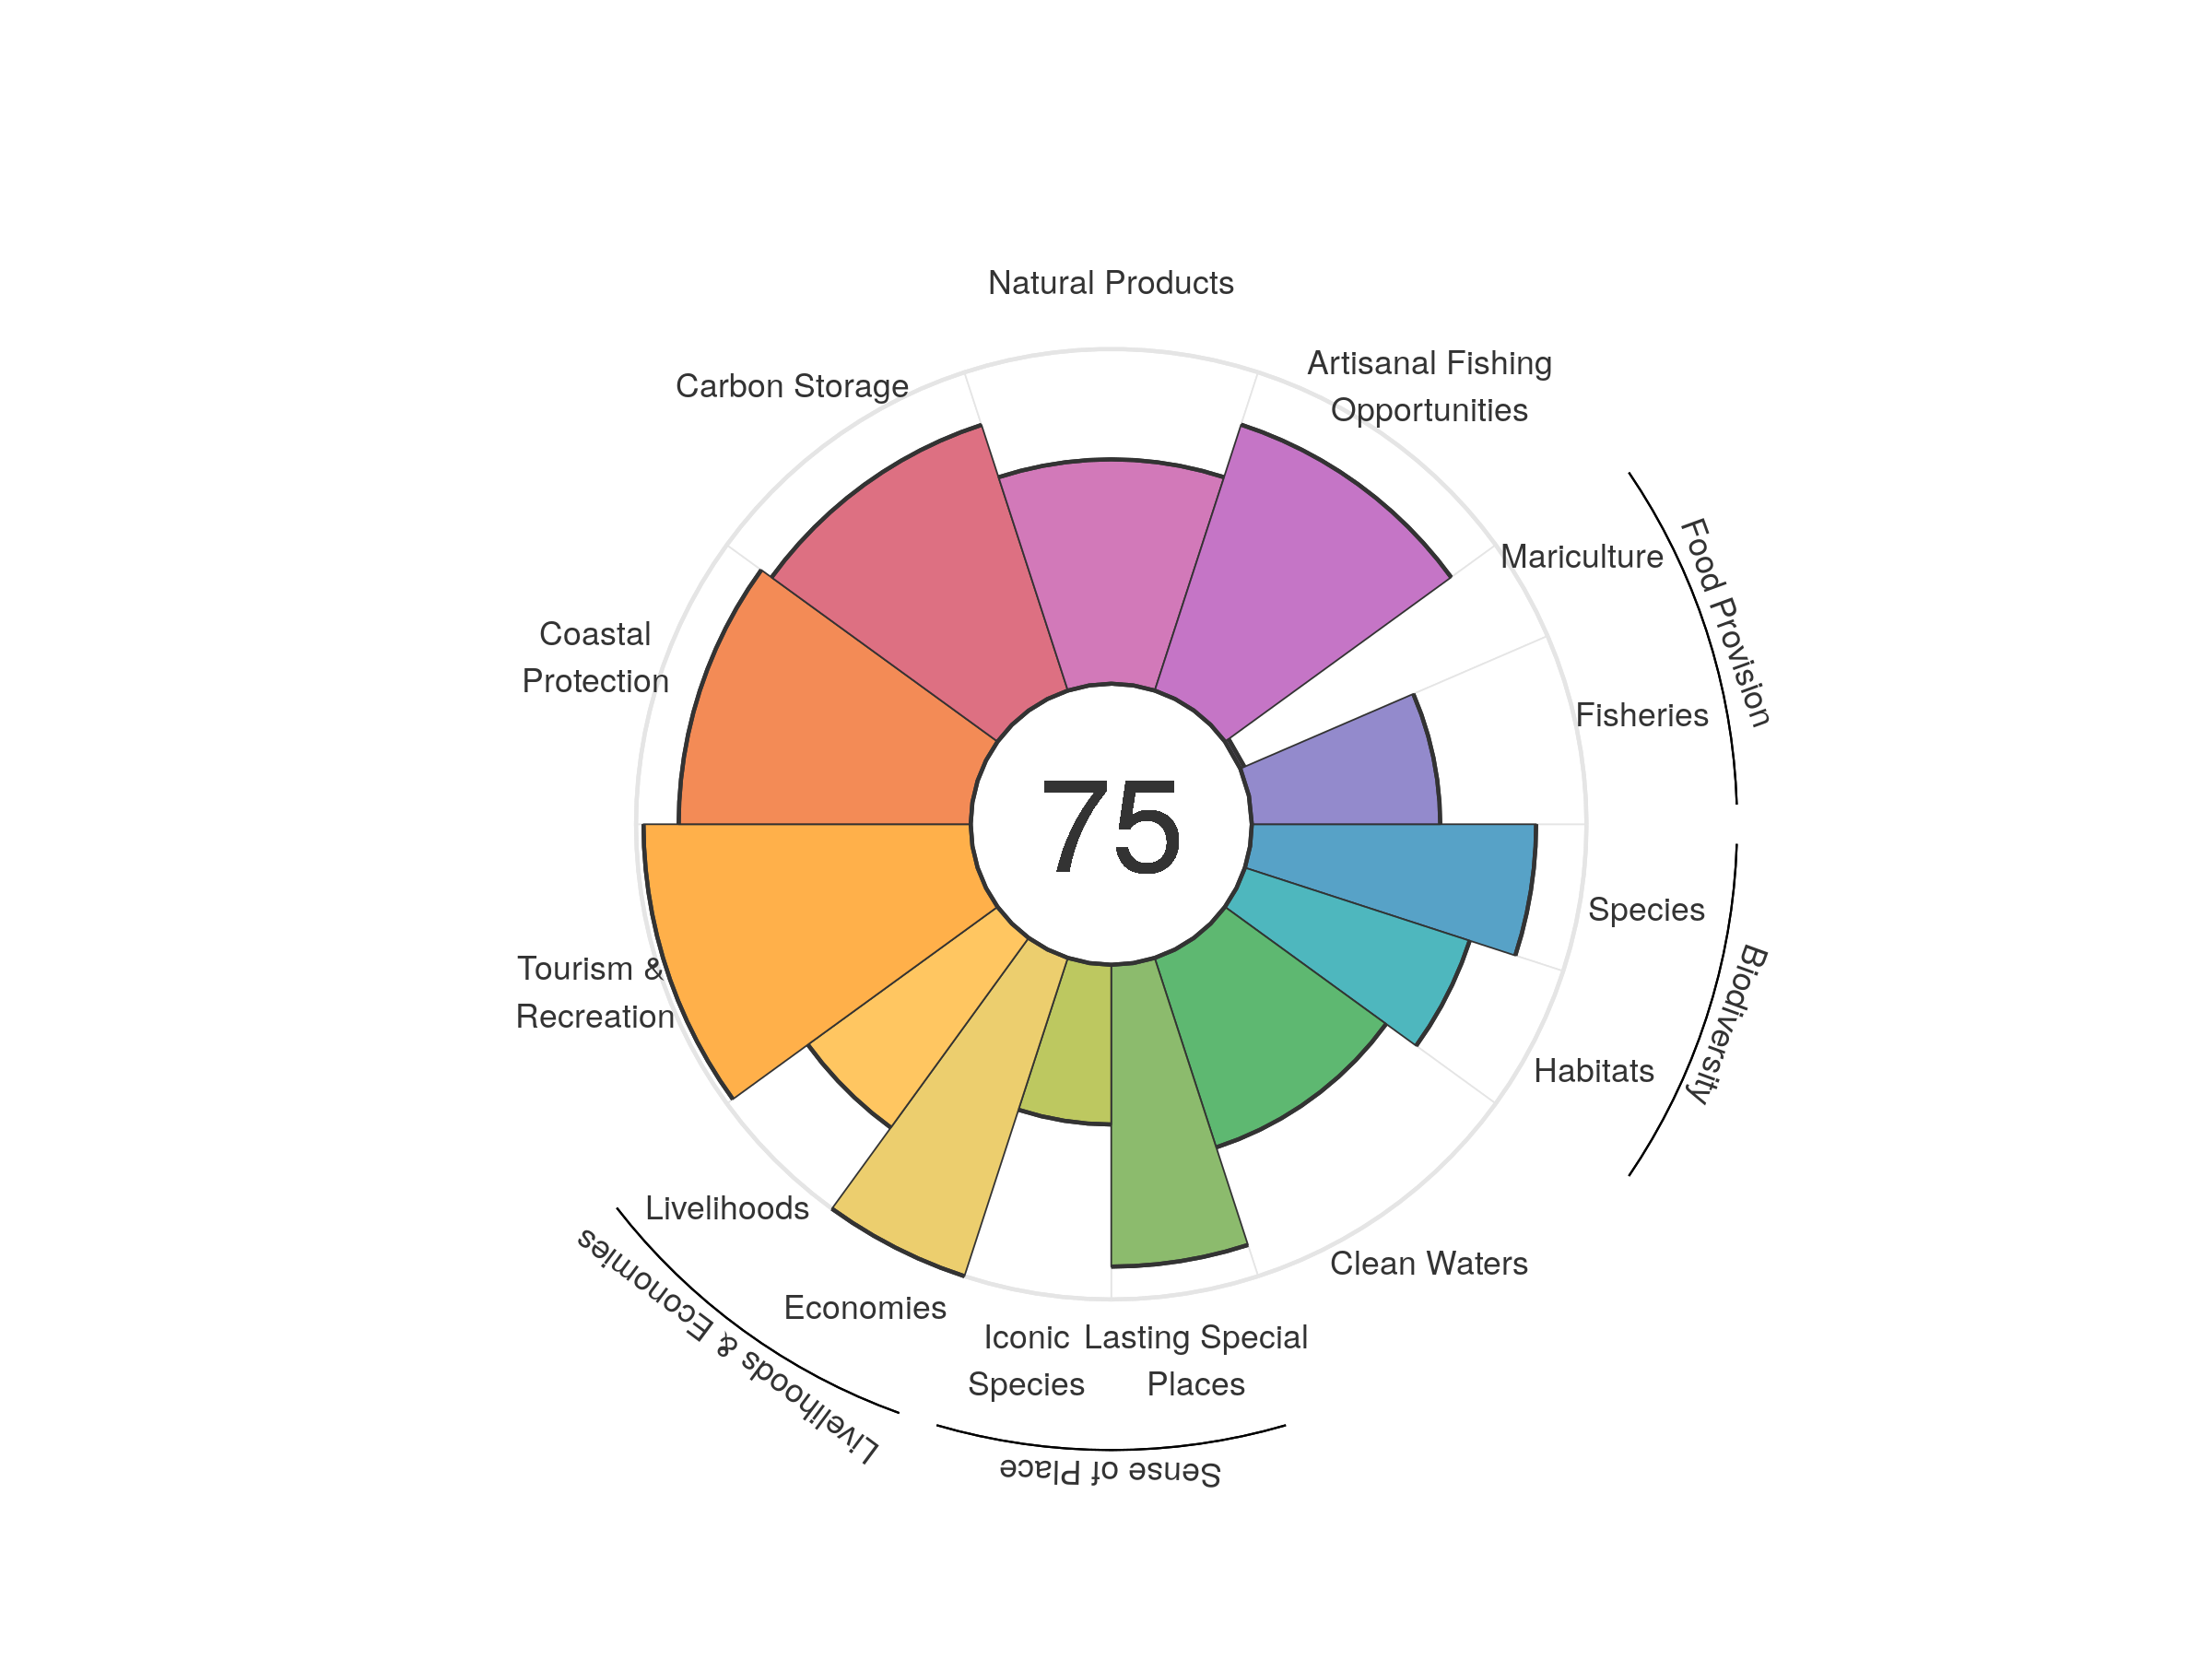 Natural Products
Artisanal Fishing
Opportunities
Carbon Storage
Mariculture
Food Provision
Fisheries
Coastal
Protection
75
Species
Biodiversity
Tourism &
Recreation
Habitats
Livelihoods
Livelihoods & Economies
Clean Waters
Economies
Iconic
Species
Lasting Special
Places
Sense of Place